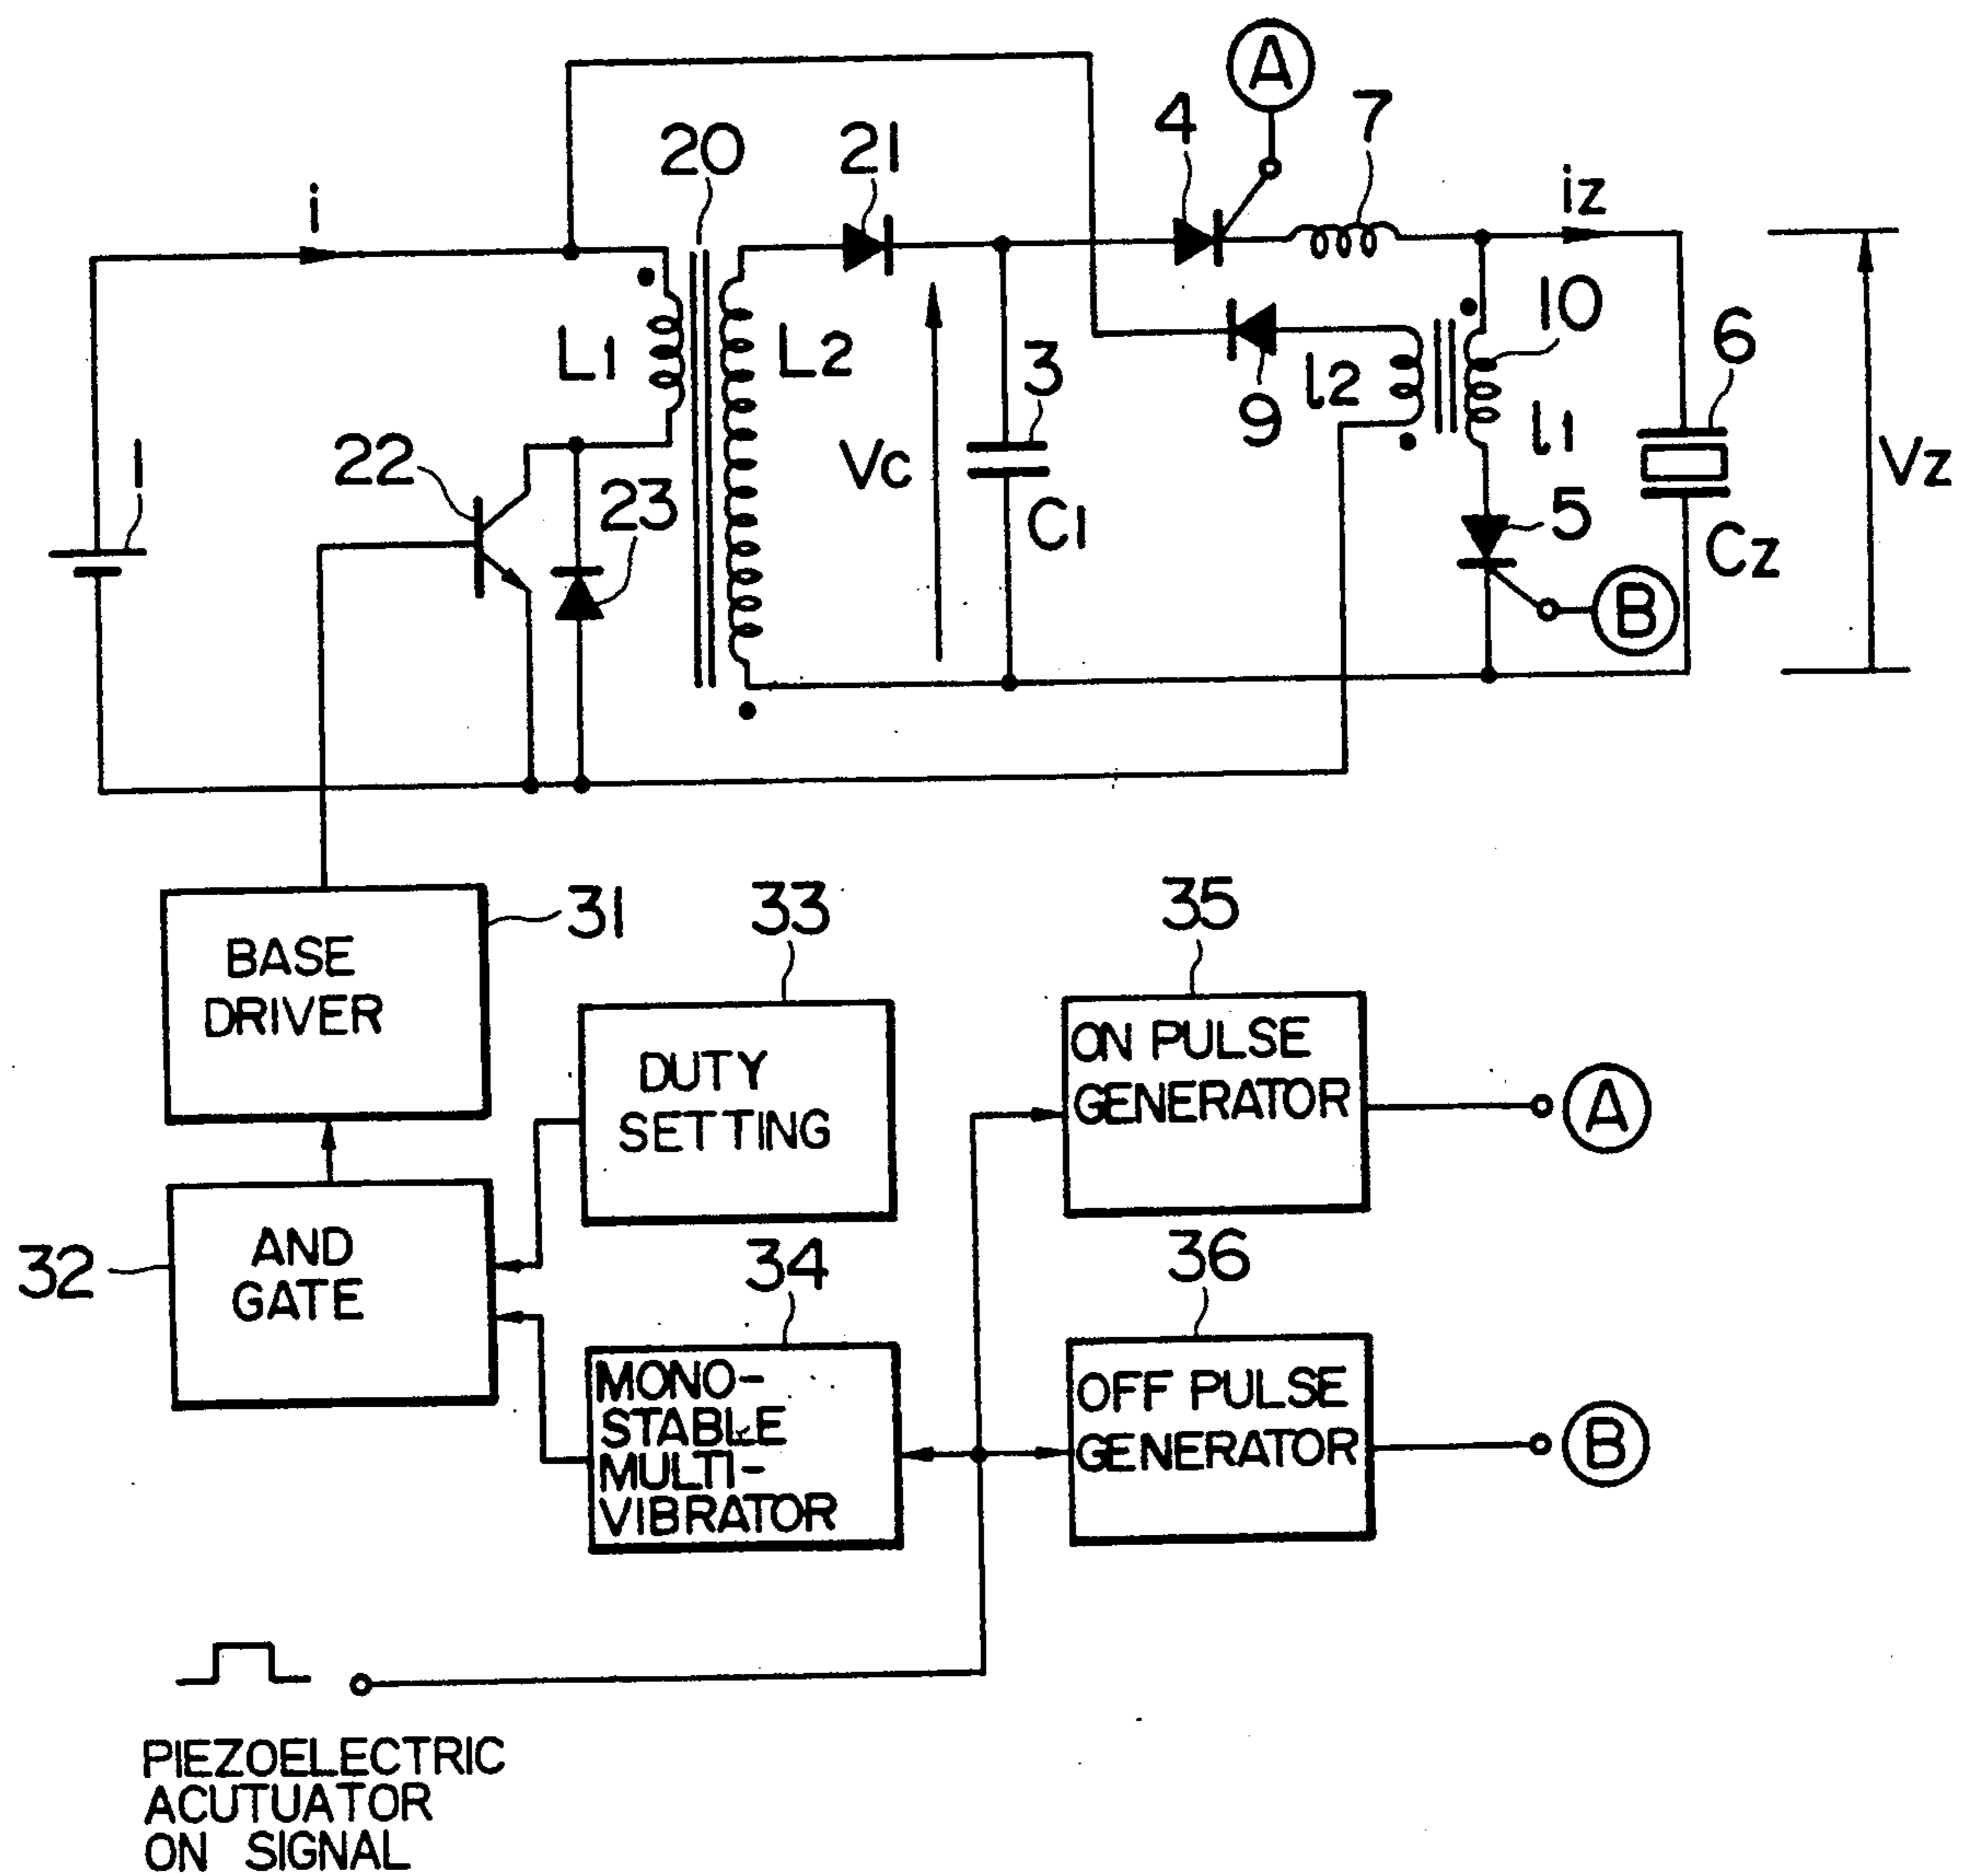 A
4
7
20
21
i
iz
10
6
L1
L2
3
l2
9
l1
22
1
23
Vc
C1
5
Vz
Cz
B
31
33
35
BASE
DRIVER
DUTY
SETTING
ON PULSE
GENERATOR
A
32
AND
GATE
34
36
MONO-
STABLE
MULTI-
VIBRATOR
OFF PULSE
GENERATOR
B
PIEZOELECTRIC
ACUTUATOR
ON SIGNAL